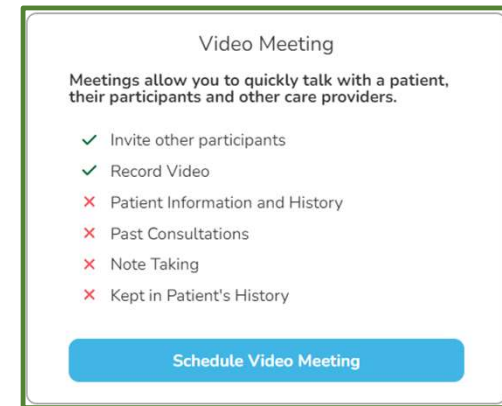 Video Meeting
Meetings allow you to quickly talk with a patient,
their participants and other care providers.
Invite other participants
Record Video
Patient Information and History
Past Consultations
Note Taking
Kept in Patient's History
Schedule Video Meeting